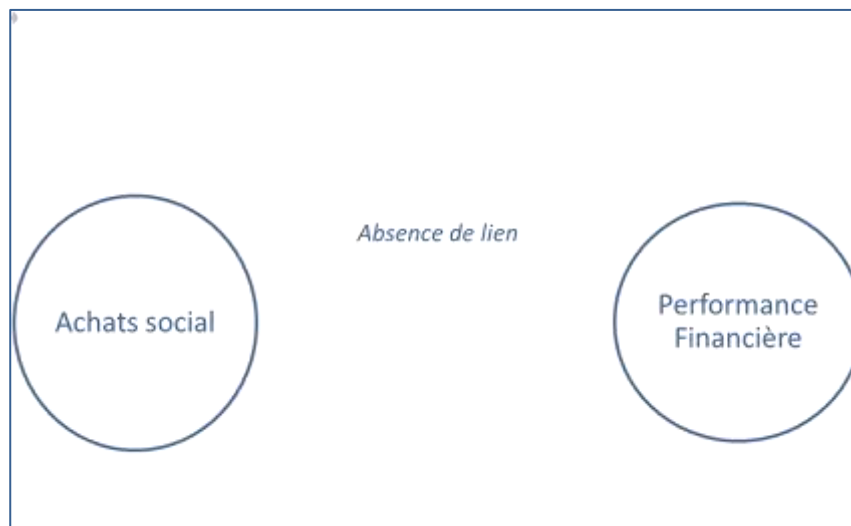 Absence de lien
Achats social
Performance
Financière